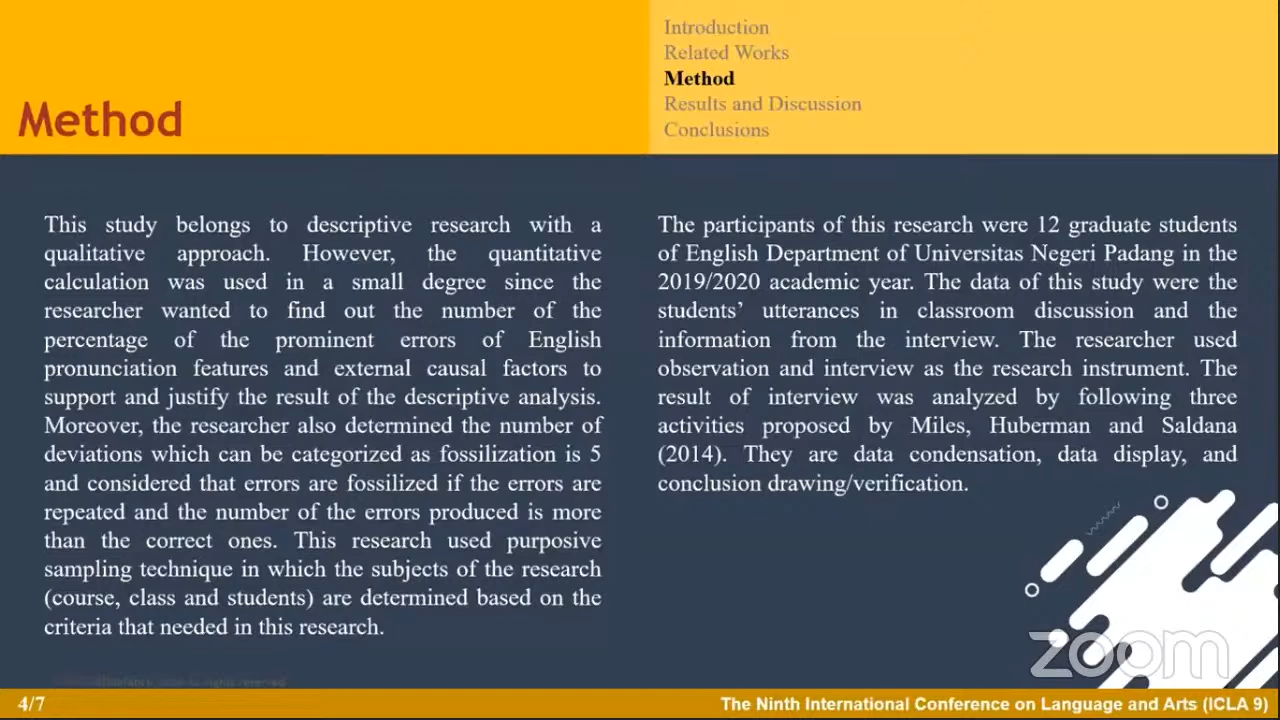 Introduction
Related Works
Method
Results and Discussion
Conclusions
Method
This study belongs to descriptive research with a
qualitative approach. However, the quantitative
calculation was used in a small degree since the
researcher wanted to find out the number of the
percentage of the prominent errors of English
pronunciation features and external causal factors to
support and justify the result of the descriptive analysis.
Moreover, the researcher also determined the number of
deviations which can be categorized as fossilization is 5
and considered that errors are fossilized if the errors are
repeated and the number of the errors produced is more
than the correct ones. This research used purposive
sampling technique in which the subjects of the research
(course, class and students) are determined based on the
criteria that needed in this research.
The participants of this research were 12 graduate students
of English Department of Universitas Negeri Padang in the
2019/2020 academic year. The data of this study were the
students’ utterances in classroom discussion and the
information from the interview. The researcher used
observation and interview as the research instrument. The
result of interview was analyzed by following three
activities proposed by Miles, Huberman and Saldana
(2014). They are data condensation, data display, and
conclusion drawing/verification.
zoom
rights reserved
4/7
The Ninth International Conference on Language and Arts (ICLA 9)